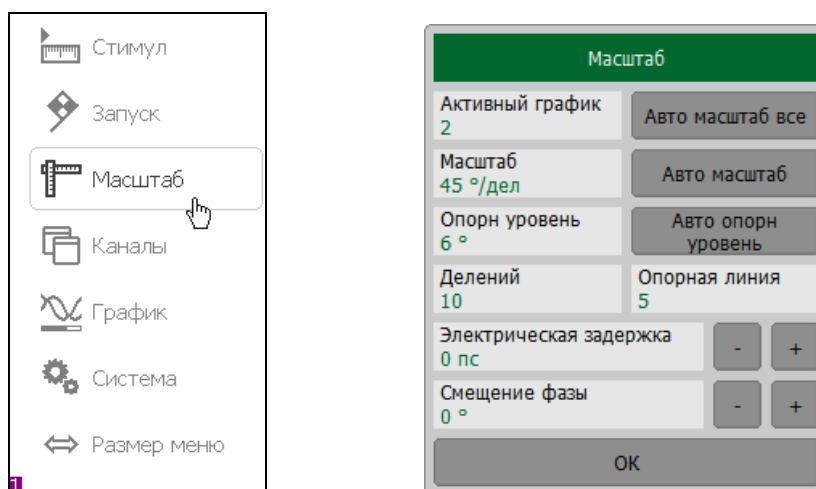 Стимул
Запуск
Масштаб
Каналы
График
Система
Размер меню
1
Масштаб
Активный график
2
Авто масштаб все
Масштаб
45 °/дел
Авто масштаб
Опорн уровень
6 °
Авто опорн
уровень
Делений
10
Опорная линия
5
Электрическая задержка
0 пс
-
+
Смещение фазы
0 °
-
+
ОК